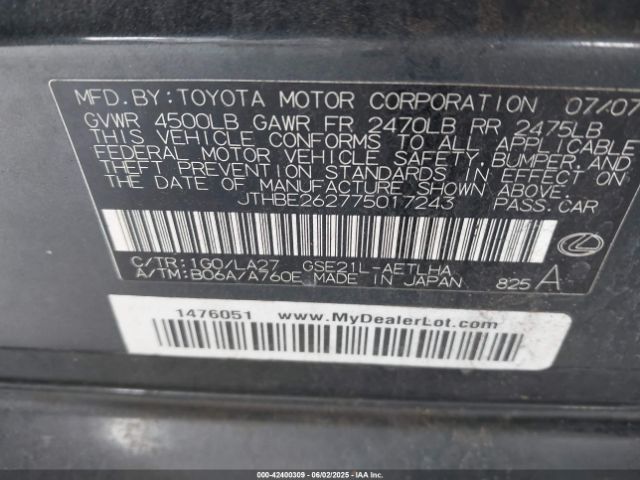 MFD. BY: TOYOTA MOTOR CORPORATION 07/07
GVWR 4500LB GAWR FR 2470LB RR 2475LB
THIS VEHICLE CONFORMS TO ALL APPLICABLE
FEDERAL MOTOR VEHICLE SAFETY, BUMPER, AND
THEFT PREVENTION STANDARDS IN EFFECT ON
THE DATE OF MANUFACTURE SHOWN ABOVE.
JTHBE262775017243 PASS. CAR
C/TR: 1G0/LA27 GSE21L-AETLHA
A/TM: B06A/A760E MADE IN JAPAN 825 A
1476051 www.MyDealerLot.com
000-42400309 - 06/02/2025 - IAA Inc.